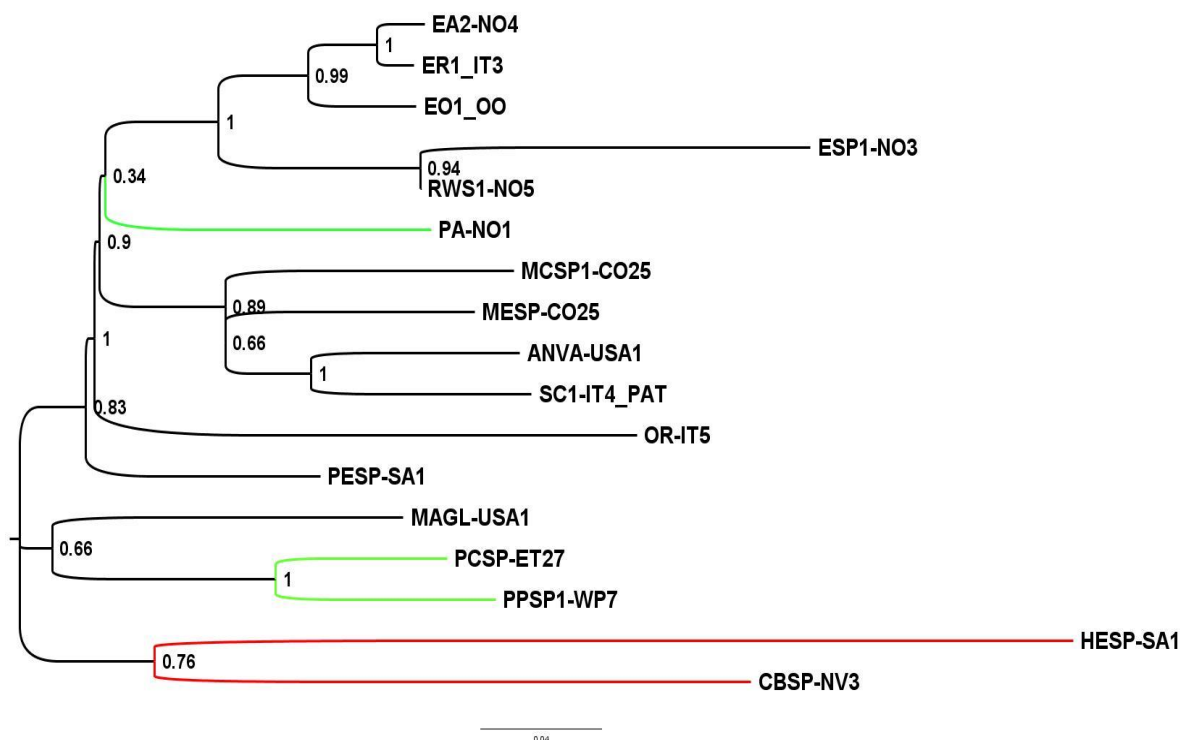 EA2-NO4
1
ER1_IT3
0.99
EO1_OO
1
ESP1-NO3
0.94
0.34
RWS1-NO5
PA-NO1
0.9
MCSP1-CO25
0.89
MESP-CO25
1
0.66
ANVA-USA1
1
SC1-IT4_PAT
0.83
OR-IT5
PESP-SA1
MAGL-USA1
0.66
PCSP-ET27
1
PPSP1-WP7
HESP-SA1
0.76
CBSP-NV3
0.04